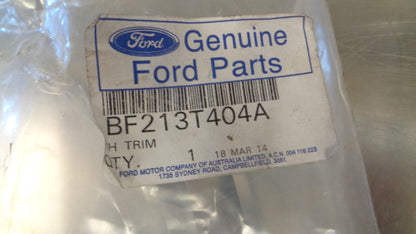 Ford Genuine
Ford Parts
BF213T404A
H TRIM
QTY. 1 18 MAR 14
FORD MOTOR COMPANY OF AUSTRALIA LIMITED, A.C.N. 004 116 223
1735 SYDNEY ROAD, CAMPBELLFIELD, 3061